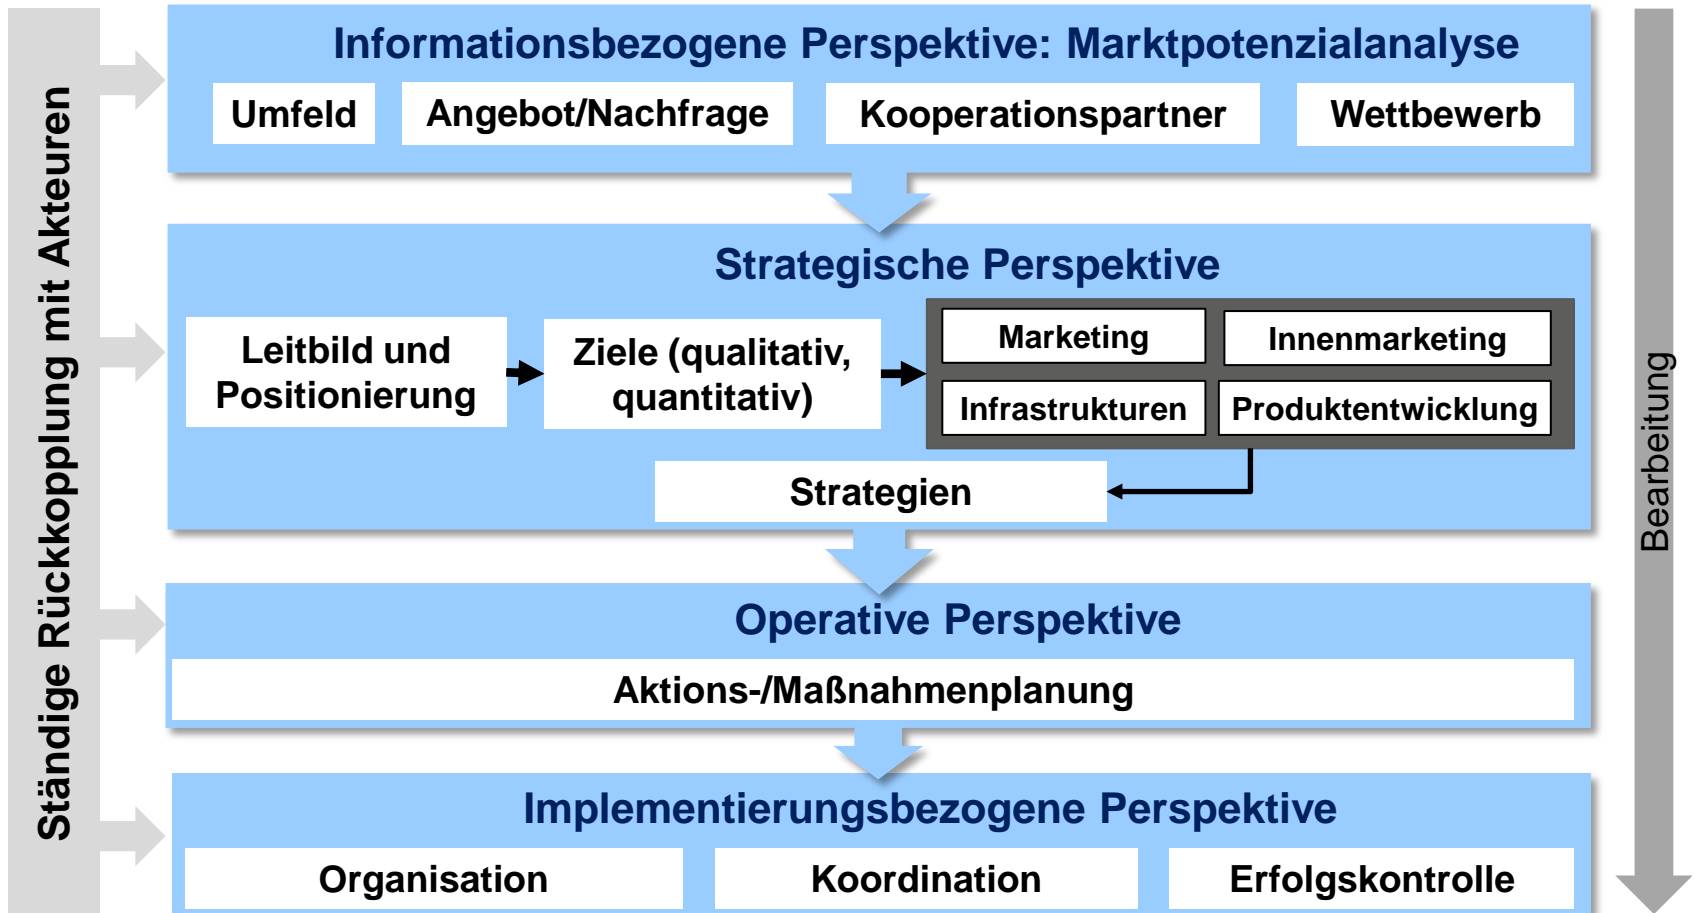 Ständige Rückkopplung mit Akteuren
Informationsbezogene Perspektive: Marktpotenzialanalyse
Umfeld
Angebot/Nachfrage
Kooperationspartner
Wettbewerb
Strategische Perspektive
Leitbild und
Positionierung
Ziele (qualitativ,
quantitativ)
Marketing
Innenmarketing
Infrastrukturen
Produktentwicklung
Strategien
Operative Perspektive
Aktions-/Maßnahmenplanung
Implementierungsbezogene Perspektive
Organisation
Koordination
Erfolgskontrolle
Bearbeitung